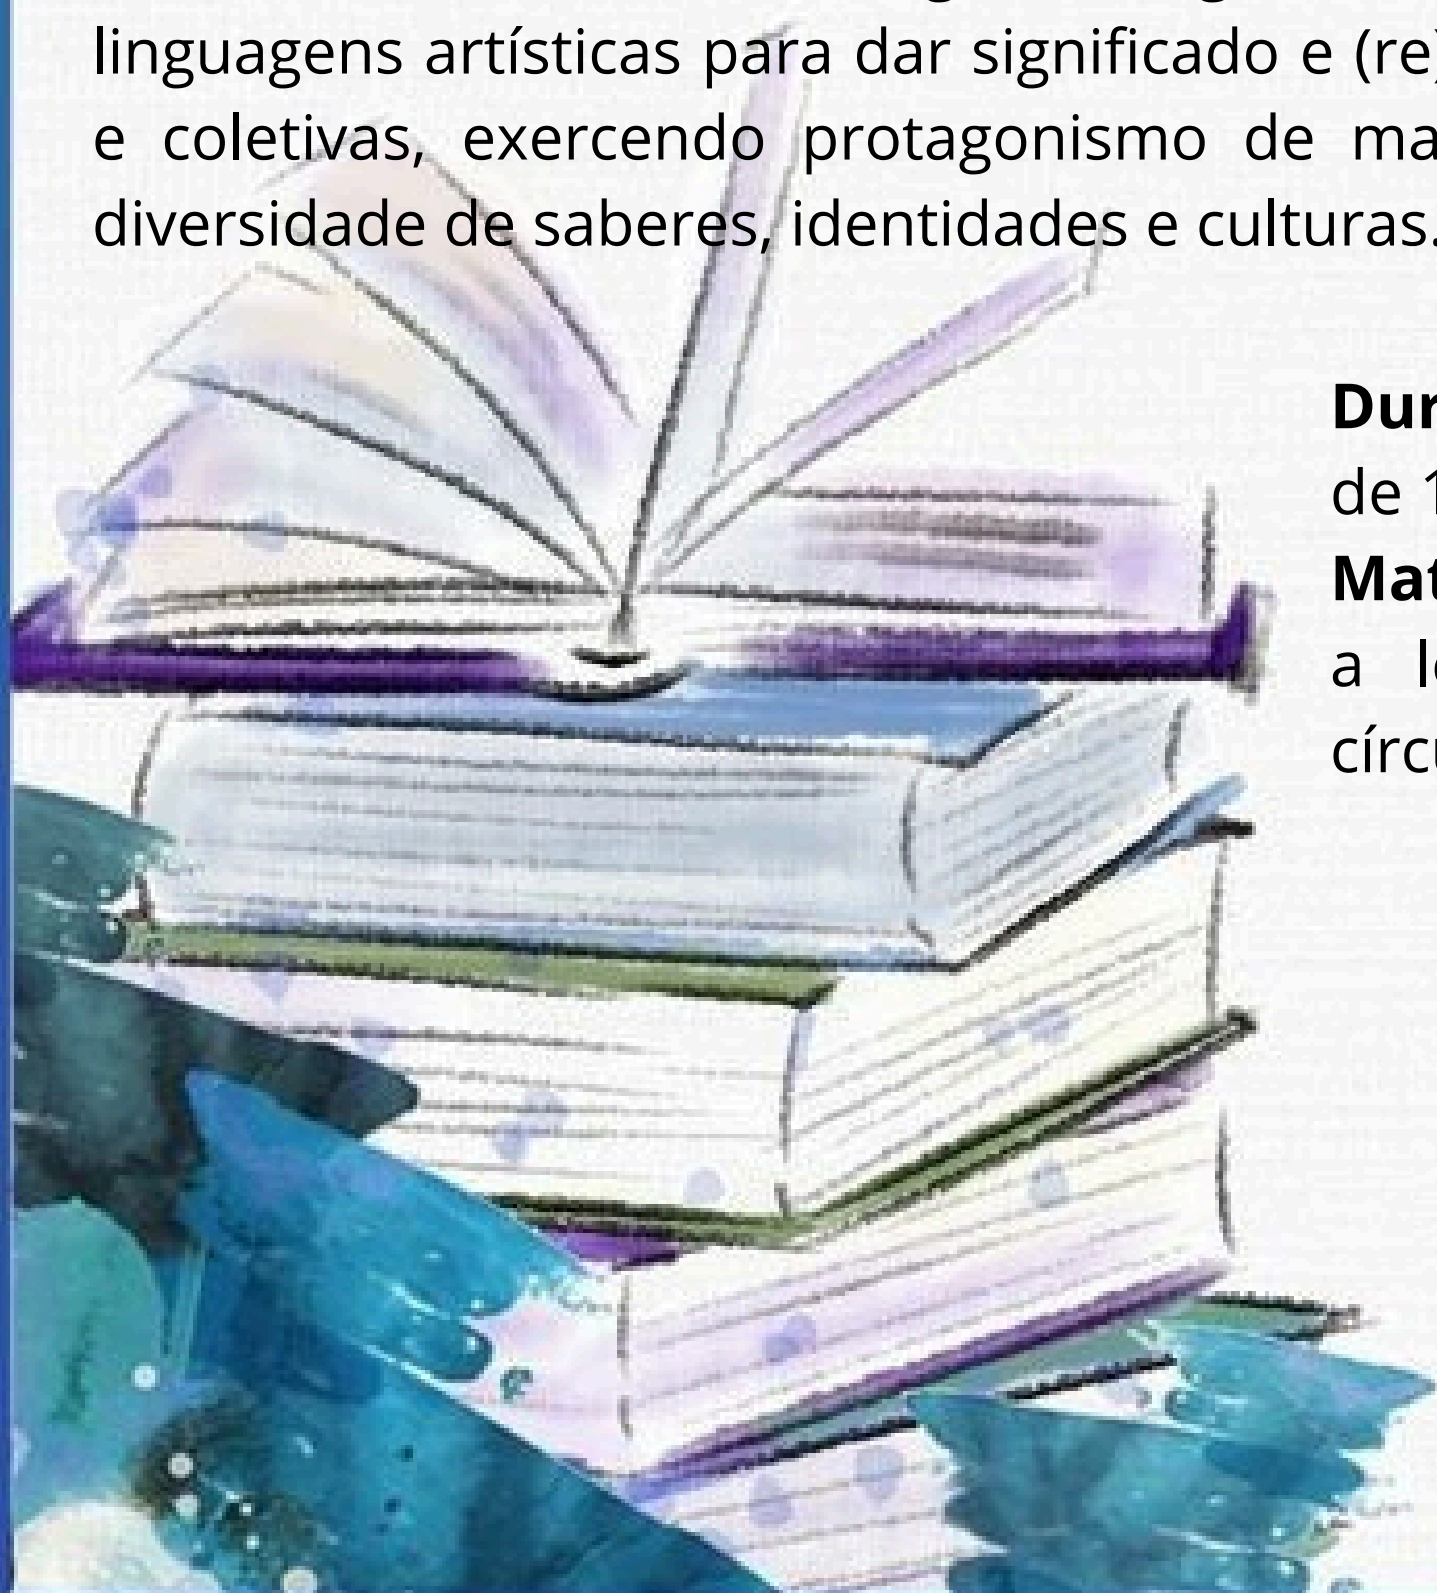 linguagens artísticas para dar significado e (re)
e coletivas, exercendo protagonismo de ma
diversidade de saberes, identidades e culturas.
Dur
de 1
Mat
a
círcu